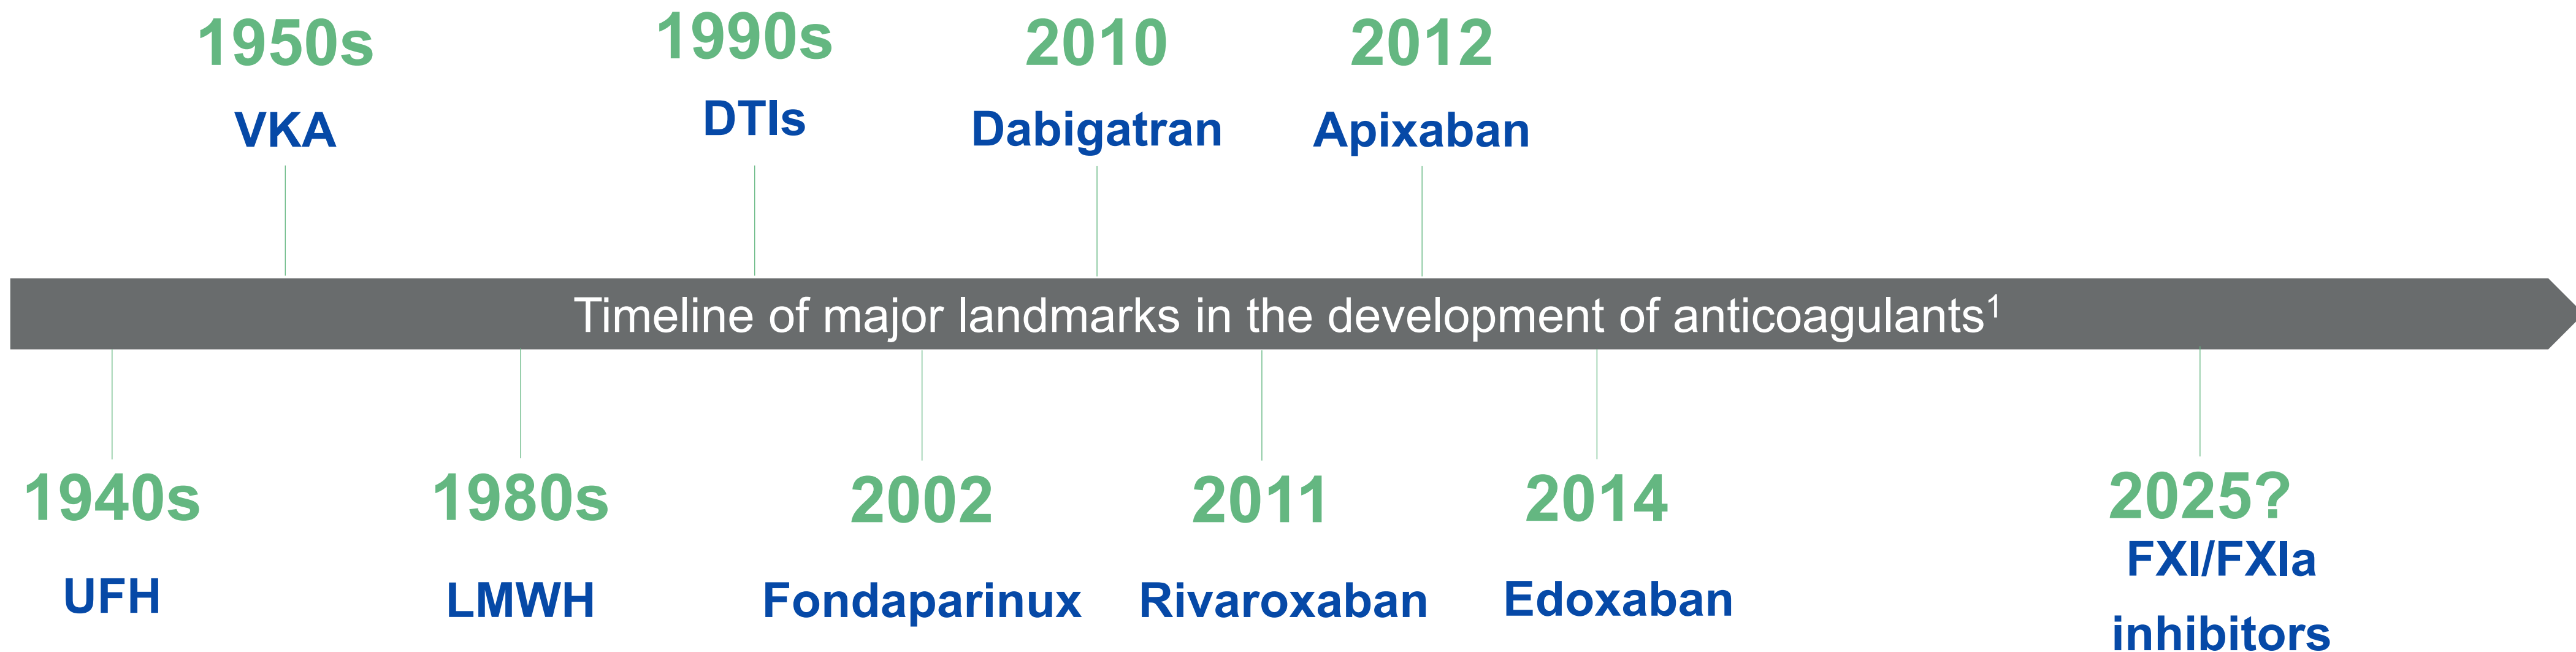 1950s
VKA
1990s
DTIs
2010
Dabigatran
2012
Apixaban
Timeline of major landmarks in the development of anticoagulants1
1940s
UFH
1980s
LMWH
2002
Fondaparinux
2011
Rivaroxaban
2014
Edoxaban
2025?
FXI/FXIa
inhibitors